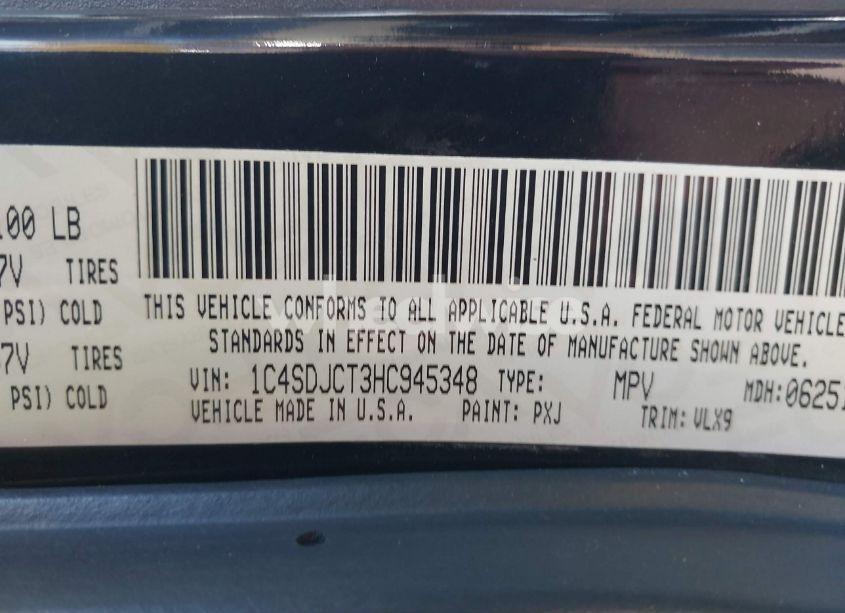 100 LB
7V TIRES
PSI) COLD
7V TIRES
PSI) COLD
THIS VEHICLE CONFORMS TO ALL APPLICABLE U.S.A. FEDERAL MOTOR VEHICLE
STANDARDS IN EFFECT ON THE DATE OF MANUFACTURE SHOWN ABOVE.
VIN: 1C4SDJCT3HC945348 TYPE: MPV MDH:06251
VEHICLE MADE IN U.S.A. PAINT: PXJ TRIM: VLX9